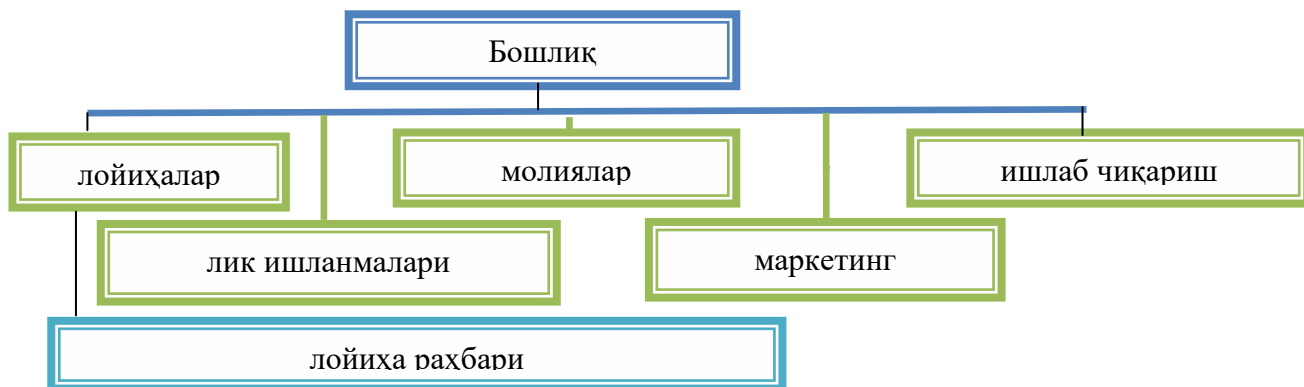 Бошлиқ
лойиҳалар
молиялар
ишлаб чиқариш
лик ишланмалари
маркетинг
лойиҳа раҳбари